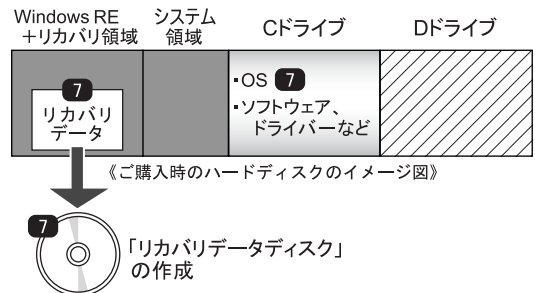 Windows RE
+リカバリ領域
システム
領域
Cドライブ
Dドライブ
7
リカバリ
データ
・OS 7
・ソフトウェア、
ドライバーなど
《ご購入時のハードディスクのイメージ図》
7
「リカバリデータディスク」
の作成